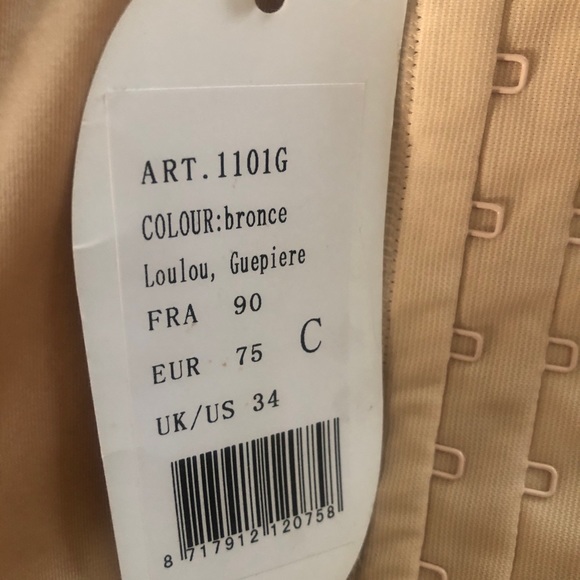 ART.1101G
COLOUR:bronce
Loulou, Guepiere
FRA 90
EUR 75 C
UK/US 34
8 717912 120758